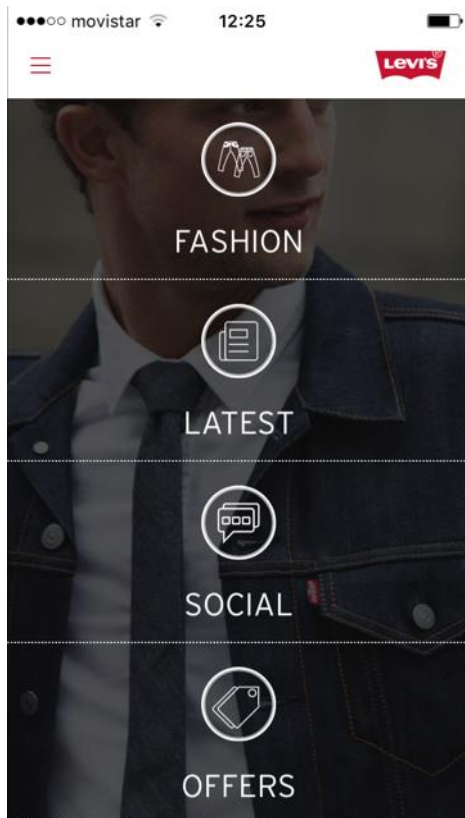 movistar 12:25
LEVI'S®
FASHION
LATEST
SOCIAL
OFFERS